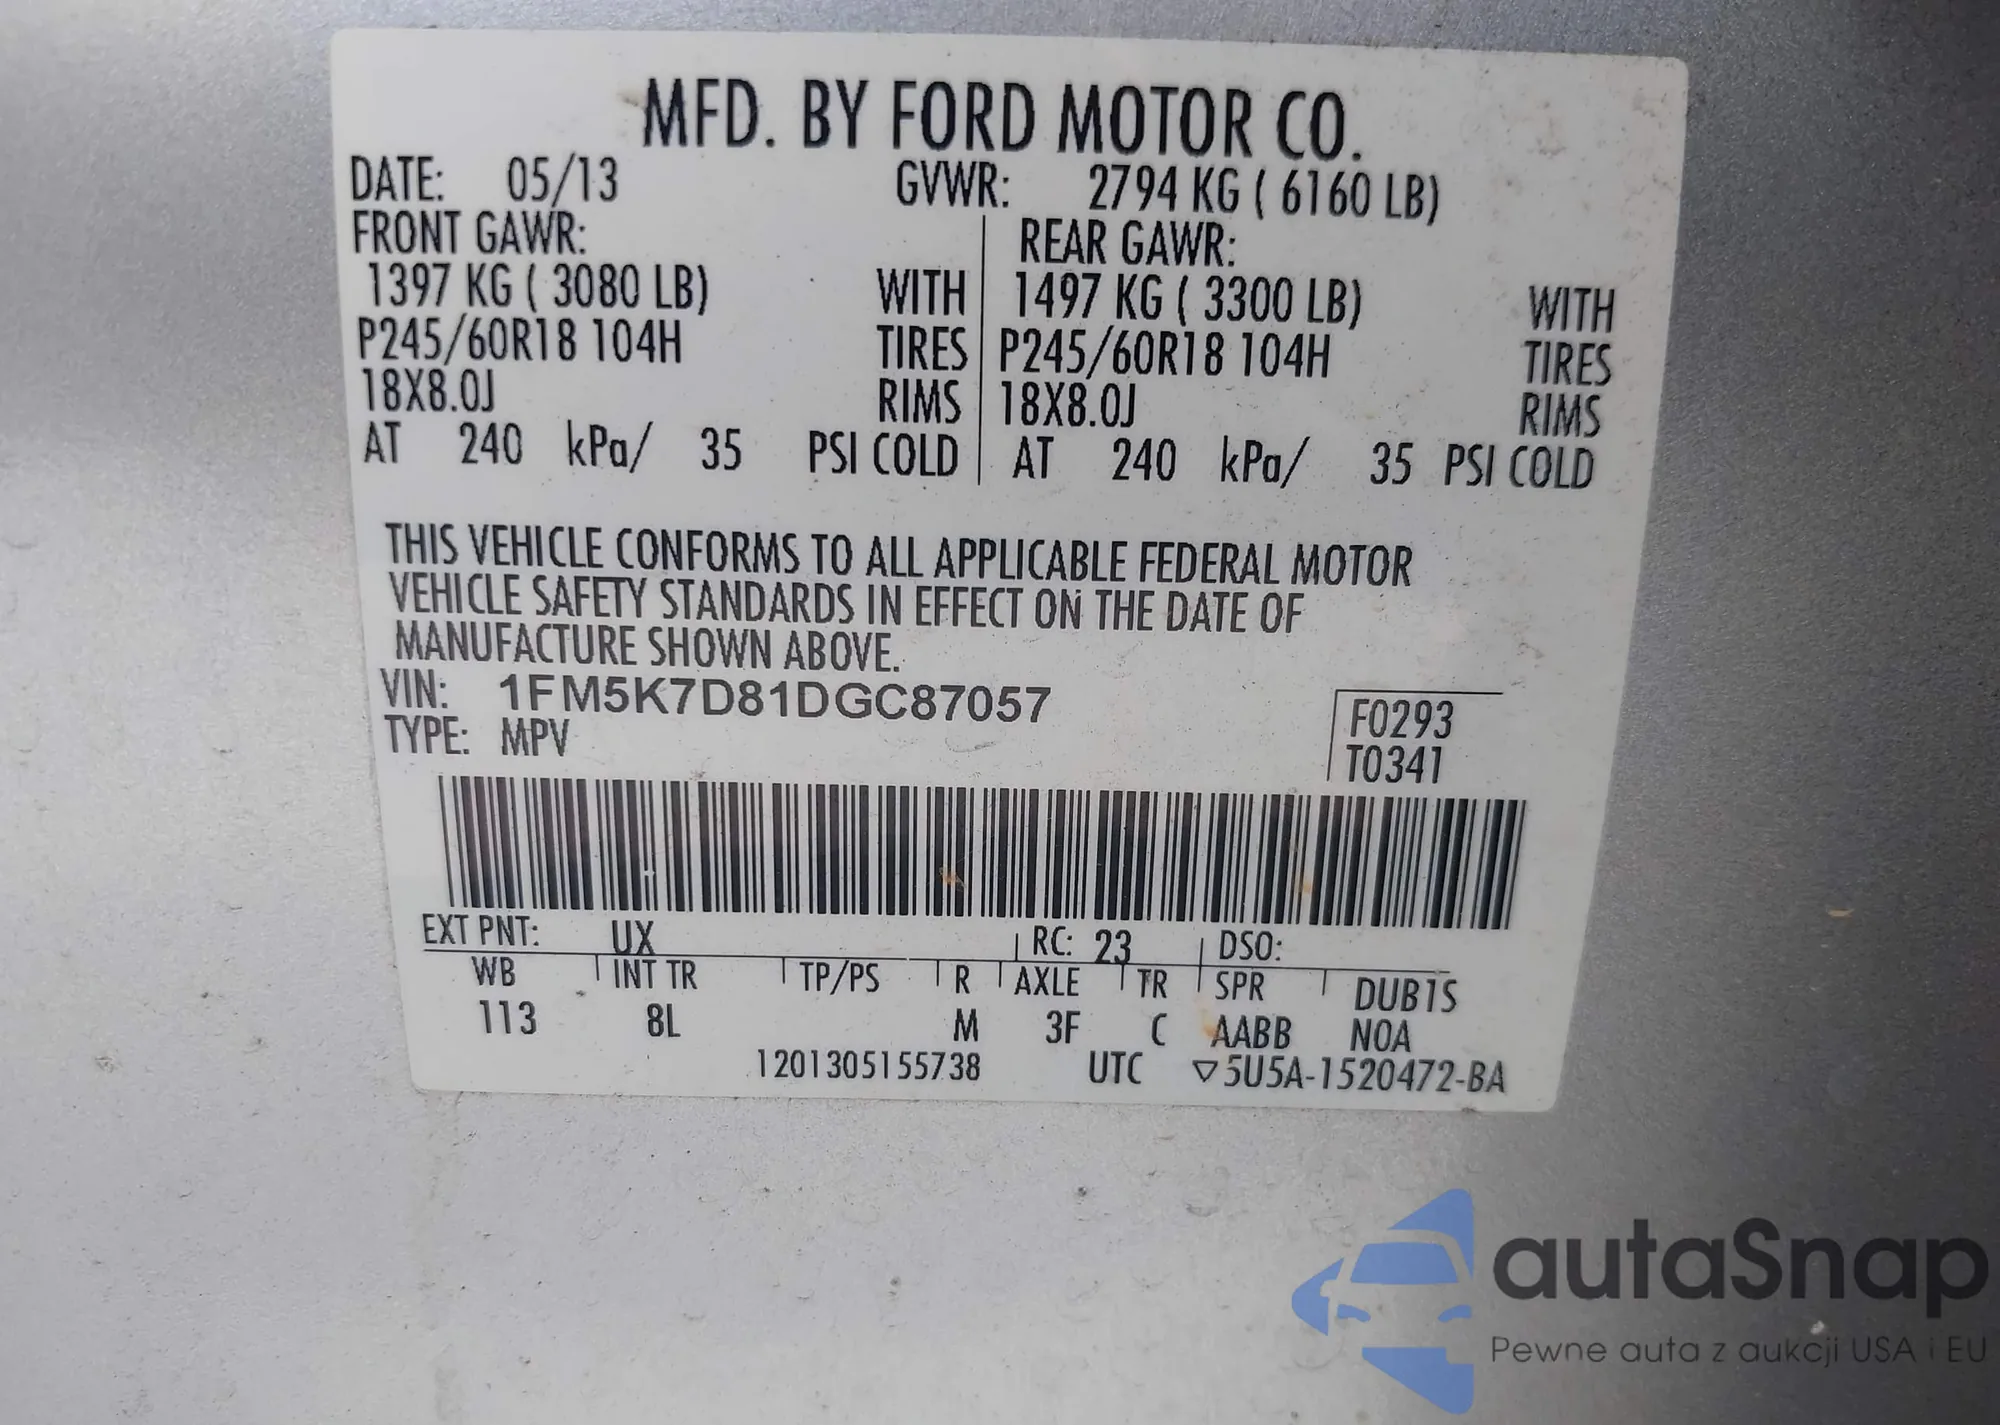 MFD. BY FORD MOTOR CO.
DATE: 05/13 GVWR: 2794 KG ( 6160 LB)
FRONT GAWR: REAR GAWR:
1397 KG ( 3080 LB) WITH 1497 KG ( 3300 LB) WITH
P245/60R18 104H TIRES P245/60R18 104H TIRES
18X8.0J RIMS 18X8.0J RIMS
AT 240 kPa/ 35 PSI COLD AT 240 kPa/ 35 PSI COLD
THIS VEHICLE CONFORMS TO ALL APPLICABLE FEDERAL MOTOR
VEHICLE SAFETY STANDARDS IN EFFECT ON THE DATE OF
MANUFACTURE SHOWN ABOVE.
VIN: 1FM5K7D81DGC87057
F0293
TYPE: MPV
T0341
EXT PNT: UX RC: 23 DSO:
WB INT TR TP/PS R AXLE TR SPR DUB1S
113 8L M 3F C AABB NOA
1201305155738 UTC ▽5U5A-1520472-BA
autaSnap
Pewne auta z aukcji USA i EU